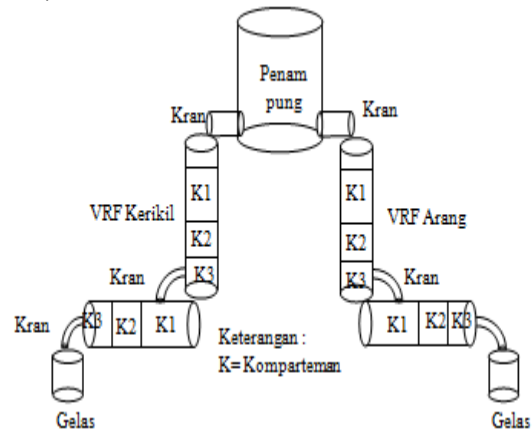 Penam
pung
Kran
Kran
K1
K1
VRF Kerikil
VRF Arang
K2
K2
K3
K3
Kran
Kran
Kran
K3
K2
K1
K1
K2
K3
Keterangan :
K= Komparteman
Gelas
Gelas